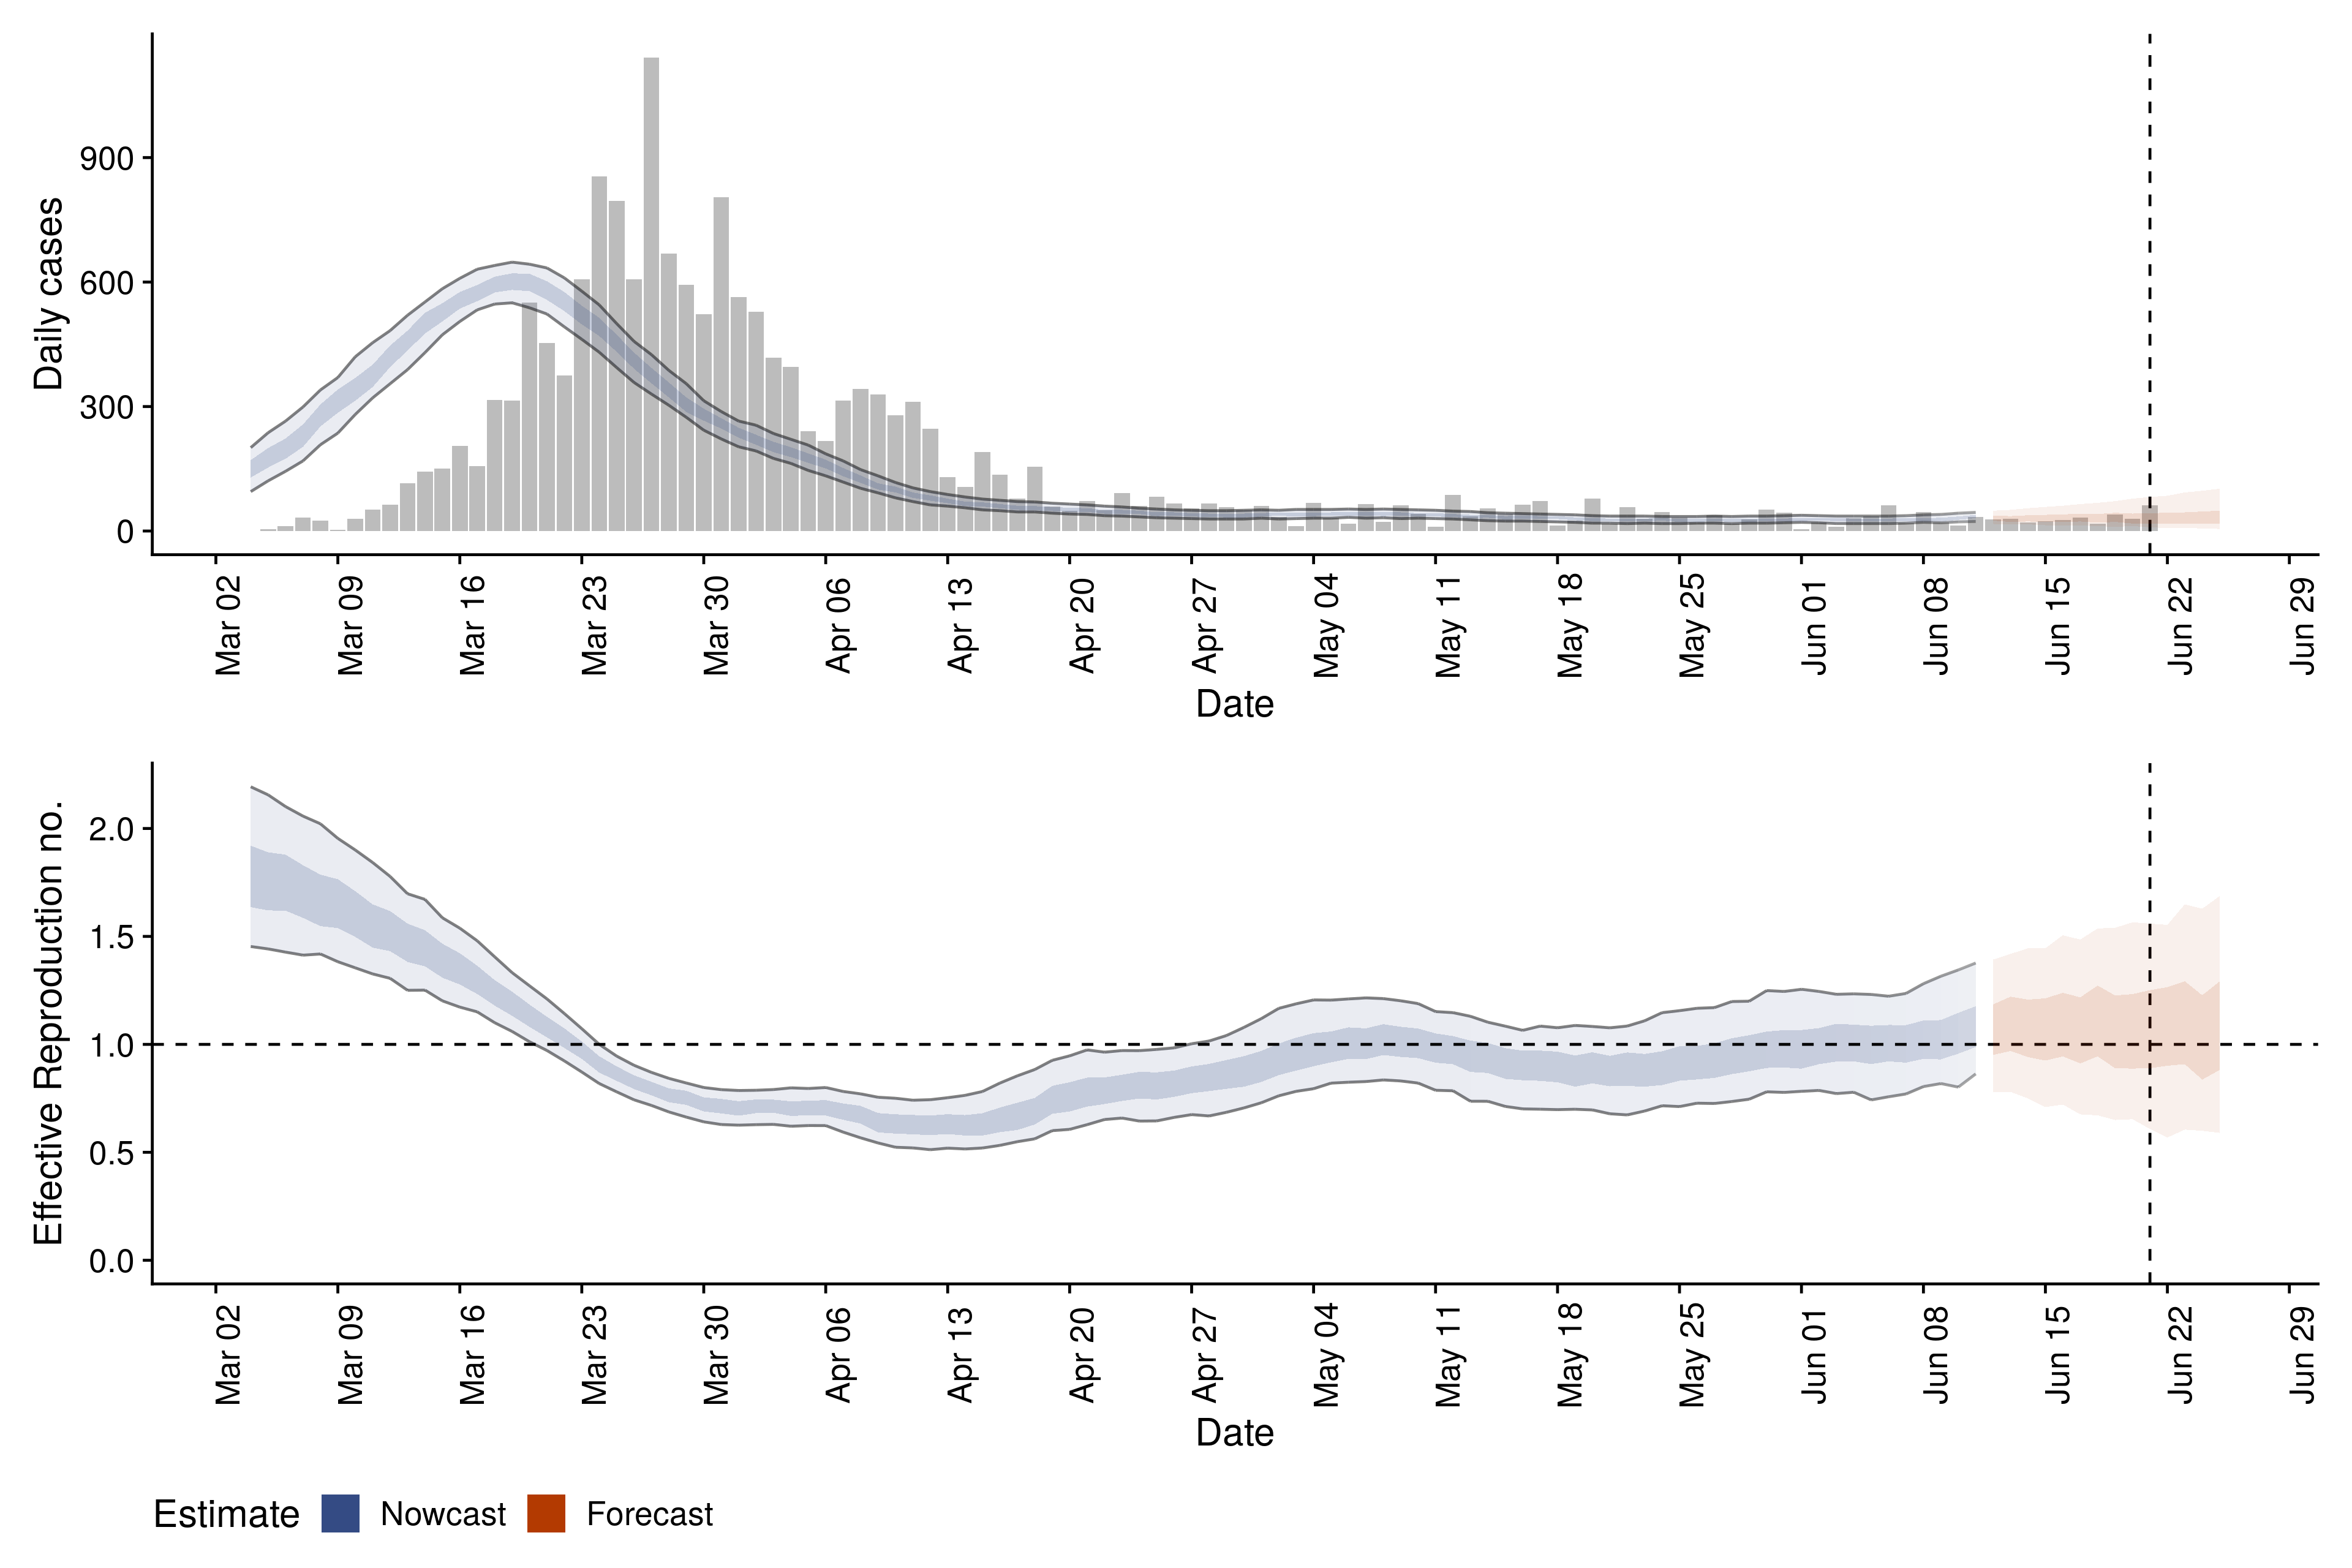 Daily cases
900
600
300
0
Mar 02
Mar 09
Mar 16
Mar 23
Mar 30
Apr 06
Apr 13
Apr 20
Apr 27
May 04
May 11
May 18
May 25
Jun 01
Jun 08
Jun 15
Jun 22
Jun 29
Date
Effective Reproduction no.
2.0
1.5
1.0
0.5
0.0
Mar 02
Mar 09
Mar 16
Mar 23
Mar 30
Apr 06
Apr 13
Apr 20
Apr 27
May 04
May 11
May 18
May 25
Jun 01
Jun 08
Jun 15
Jun 22
Jun 29
Date
Estimate Nowcast Forecast